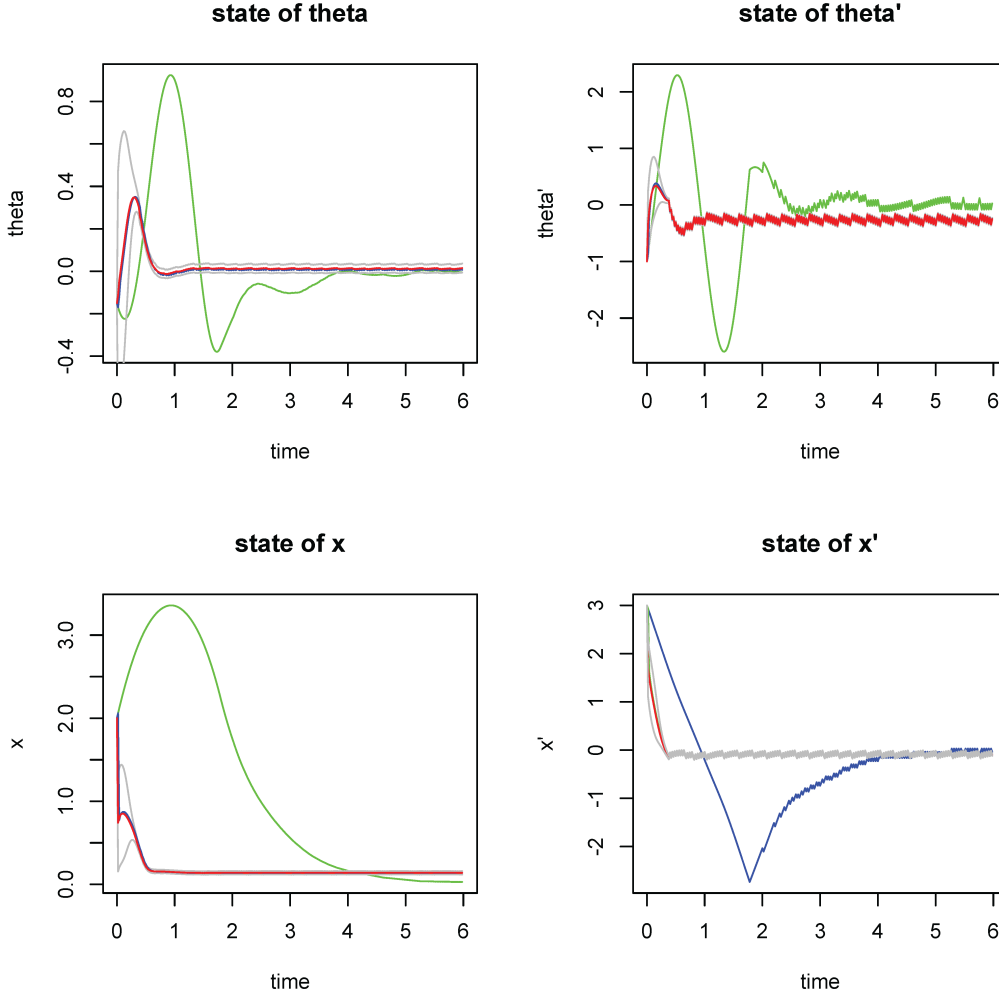 state of theta
theta
0.8
0.4
0.0
-0.4
0 1 2 3 4 5 6
time
state of theta'
theta'
2
1
0
-1
-2
0 1 2 3 4 5 6
time
state of x
x
3.0
2.0
1.0
0.0
0 1 2 3 4 5 6
time
state of x'
x'
3
2
1
0
-1
-2
0 1 2 3 4 5 6
time